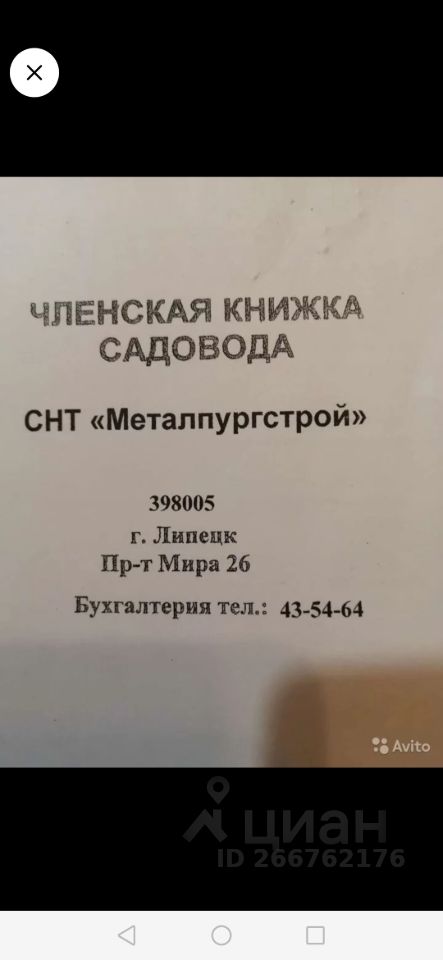 ЧЛЕНСКАЯ КНИЖКА
САДОВОДА
СНТ «Металпургстрой»
398005
г. Липецк
Пр-т Мира 26
Бухгалтерия тел.: 43-54-64
Avito
циан
ID 266762176